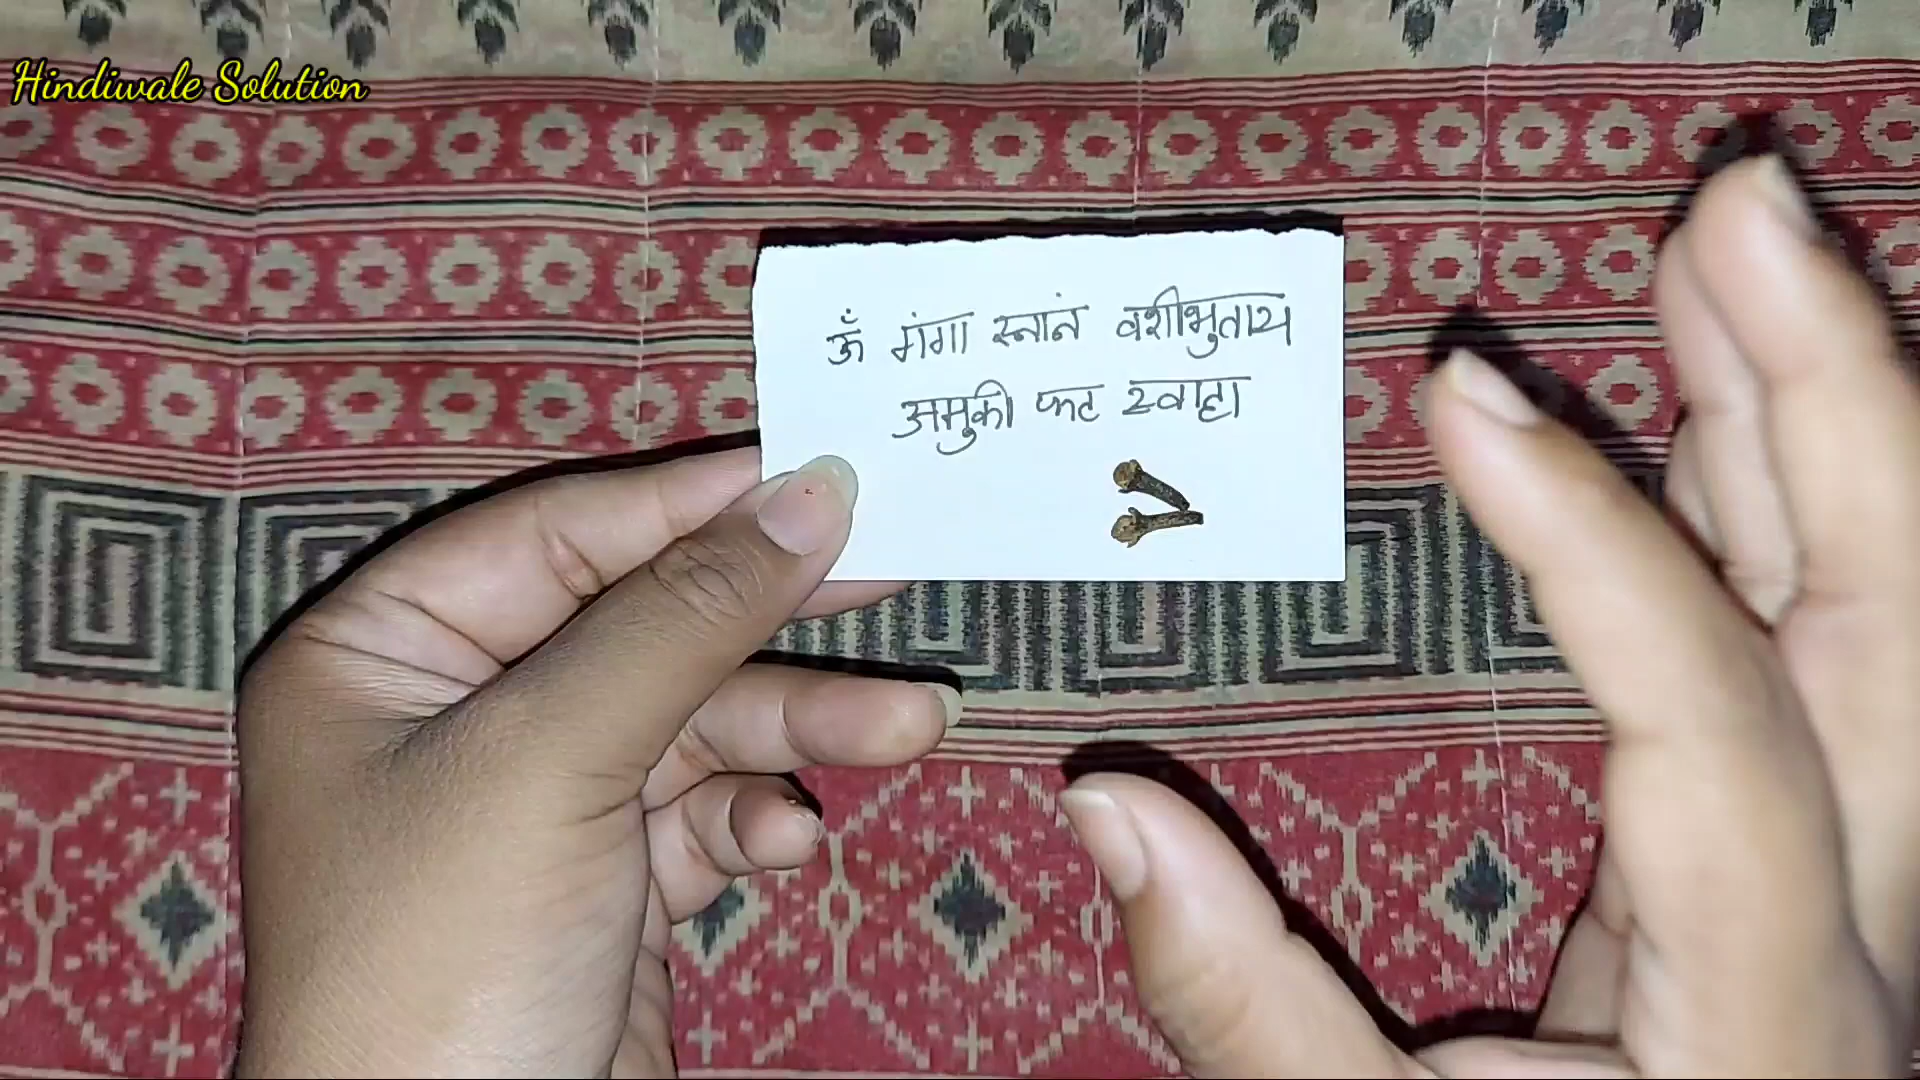 Hindiwale Solution
ॐ गंगा स्नानं वशीभुताय
अमुकी फट स्वाहा